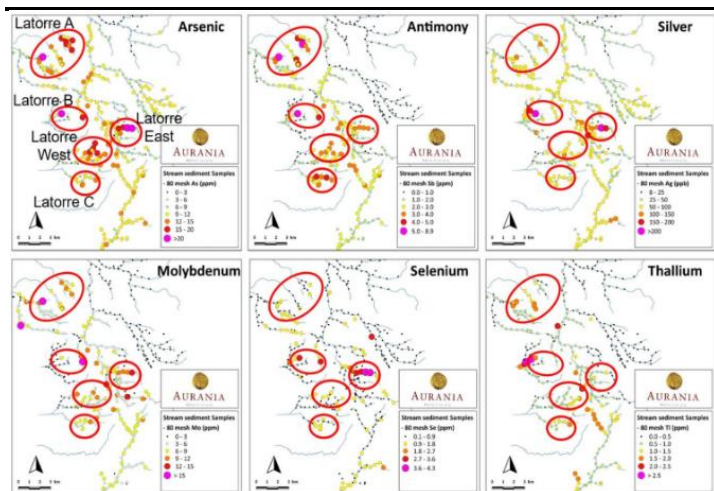 Latorre A
Arsenic
Latorre B
Latorre
East
Latorre
West
Latorre C
AURANIA
Stream sediment Samples
- 80 mesh As (ppm)
0 - 3
3 - 6
6 - 9
9 - 12
12 - 15
15 - 20
>20
Antimony
AURANIA
Stream sediment Samples
- 80 mesh Sb (ppm)
0.0 - 1.0
1.0 - 2.0
2.0 - 3.0
3.0 - 4.0
4.0 - 5.0
5.0 - 8.9
Silver
AURANIA
Stream sediment Samples
- 80 mesh Ag (ppb)
8 - 25
25 - 50
50 - 100
100 - 150
150 - 200
>200
Molybdenum
AURANIA
Stream sediment Samples
- 80 mesh Mo (ppm)
0 - 3
3 - 6
6 - 9
9 - 12
12 - 15
> 15
Selenium
AURANIA
Stream sediment Samples
- 80 mesh Se (ppm)
0.1 - 0.9
0.9 - 1.8
1.8 - 2.7
2.7 - 3.6
3.6 - 4.3
Thallium
AURANIA
Stream sediment Samples
- 80 mesh Tl (ppm)
0.0 - 0.5
0.5 - 1.0
1.0 - 1.5
1.5 - 2.0
2.0 - 2.5
> 2.5